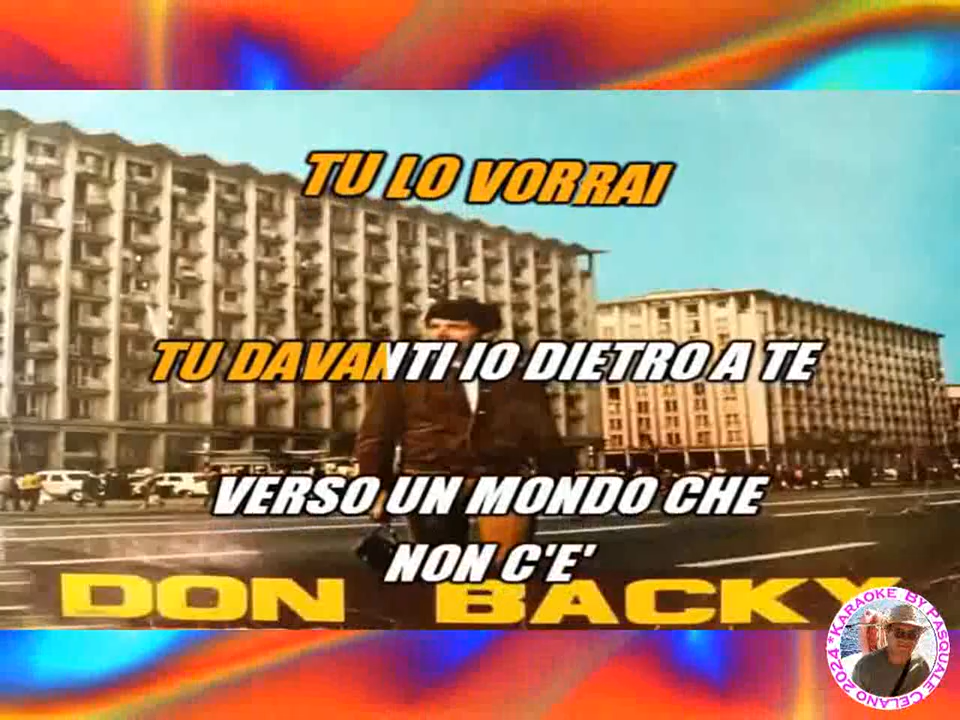 TU LO VORRAI
TU DAVANTI IO DIETRO A TE
VERSO UN MONDO CHE
NON C'E'
DON BACKY
*KARAOKE BY PASQUALE CELANO 2024